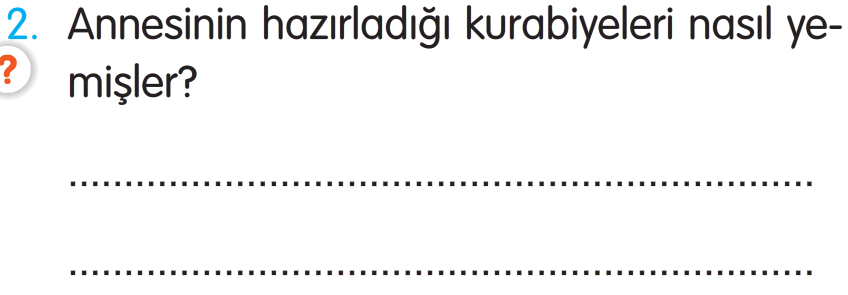 2. Annesinin hazırladığı kurabiyeleri nasıl ye-
? mişler?
..................................................................
..................................................................